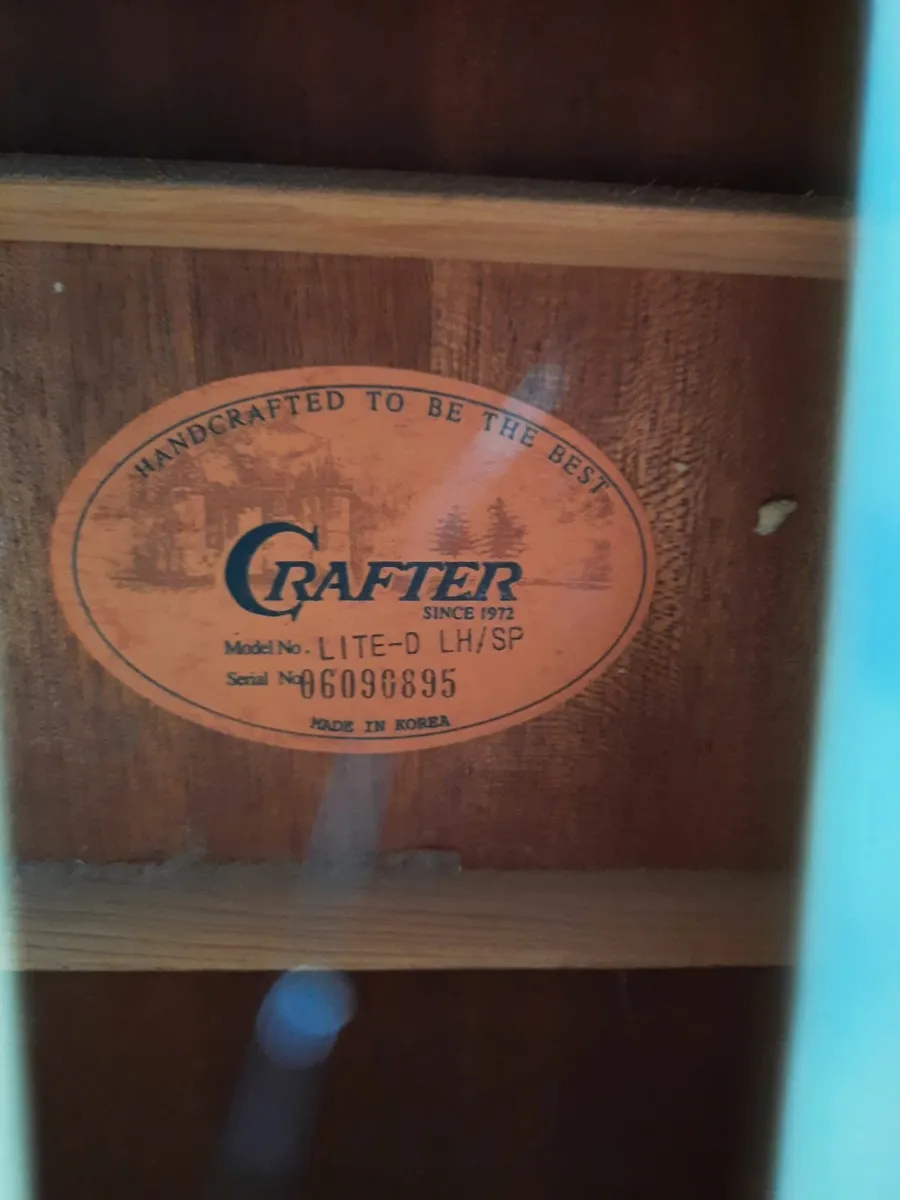 HANDCRAFTED TO BE THE BEST
CRAFTER
SINCE 1972
Model No. LITE-D LH/SP
Serial No. 06090895
MADE IN KOREA